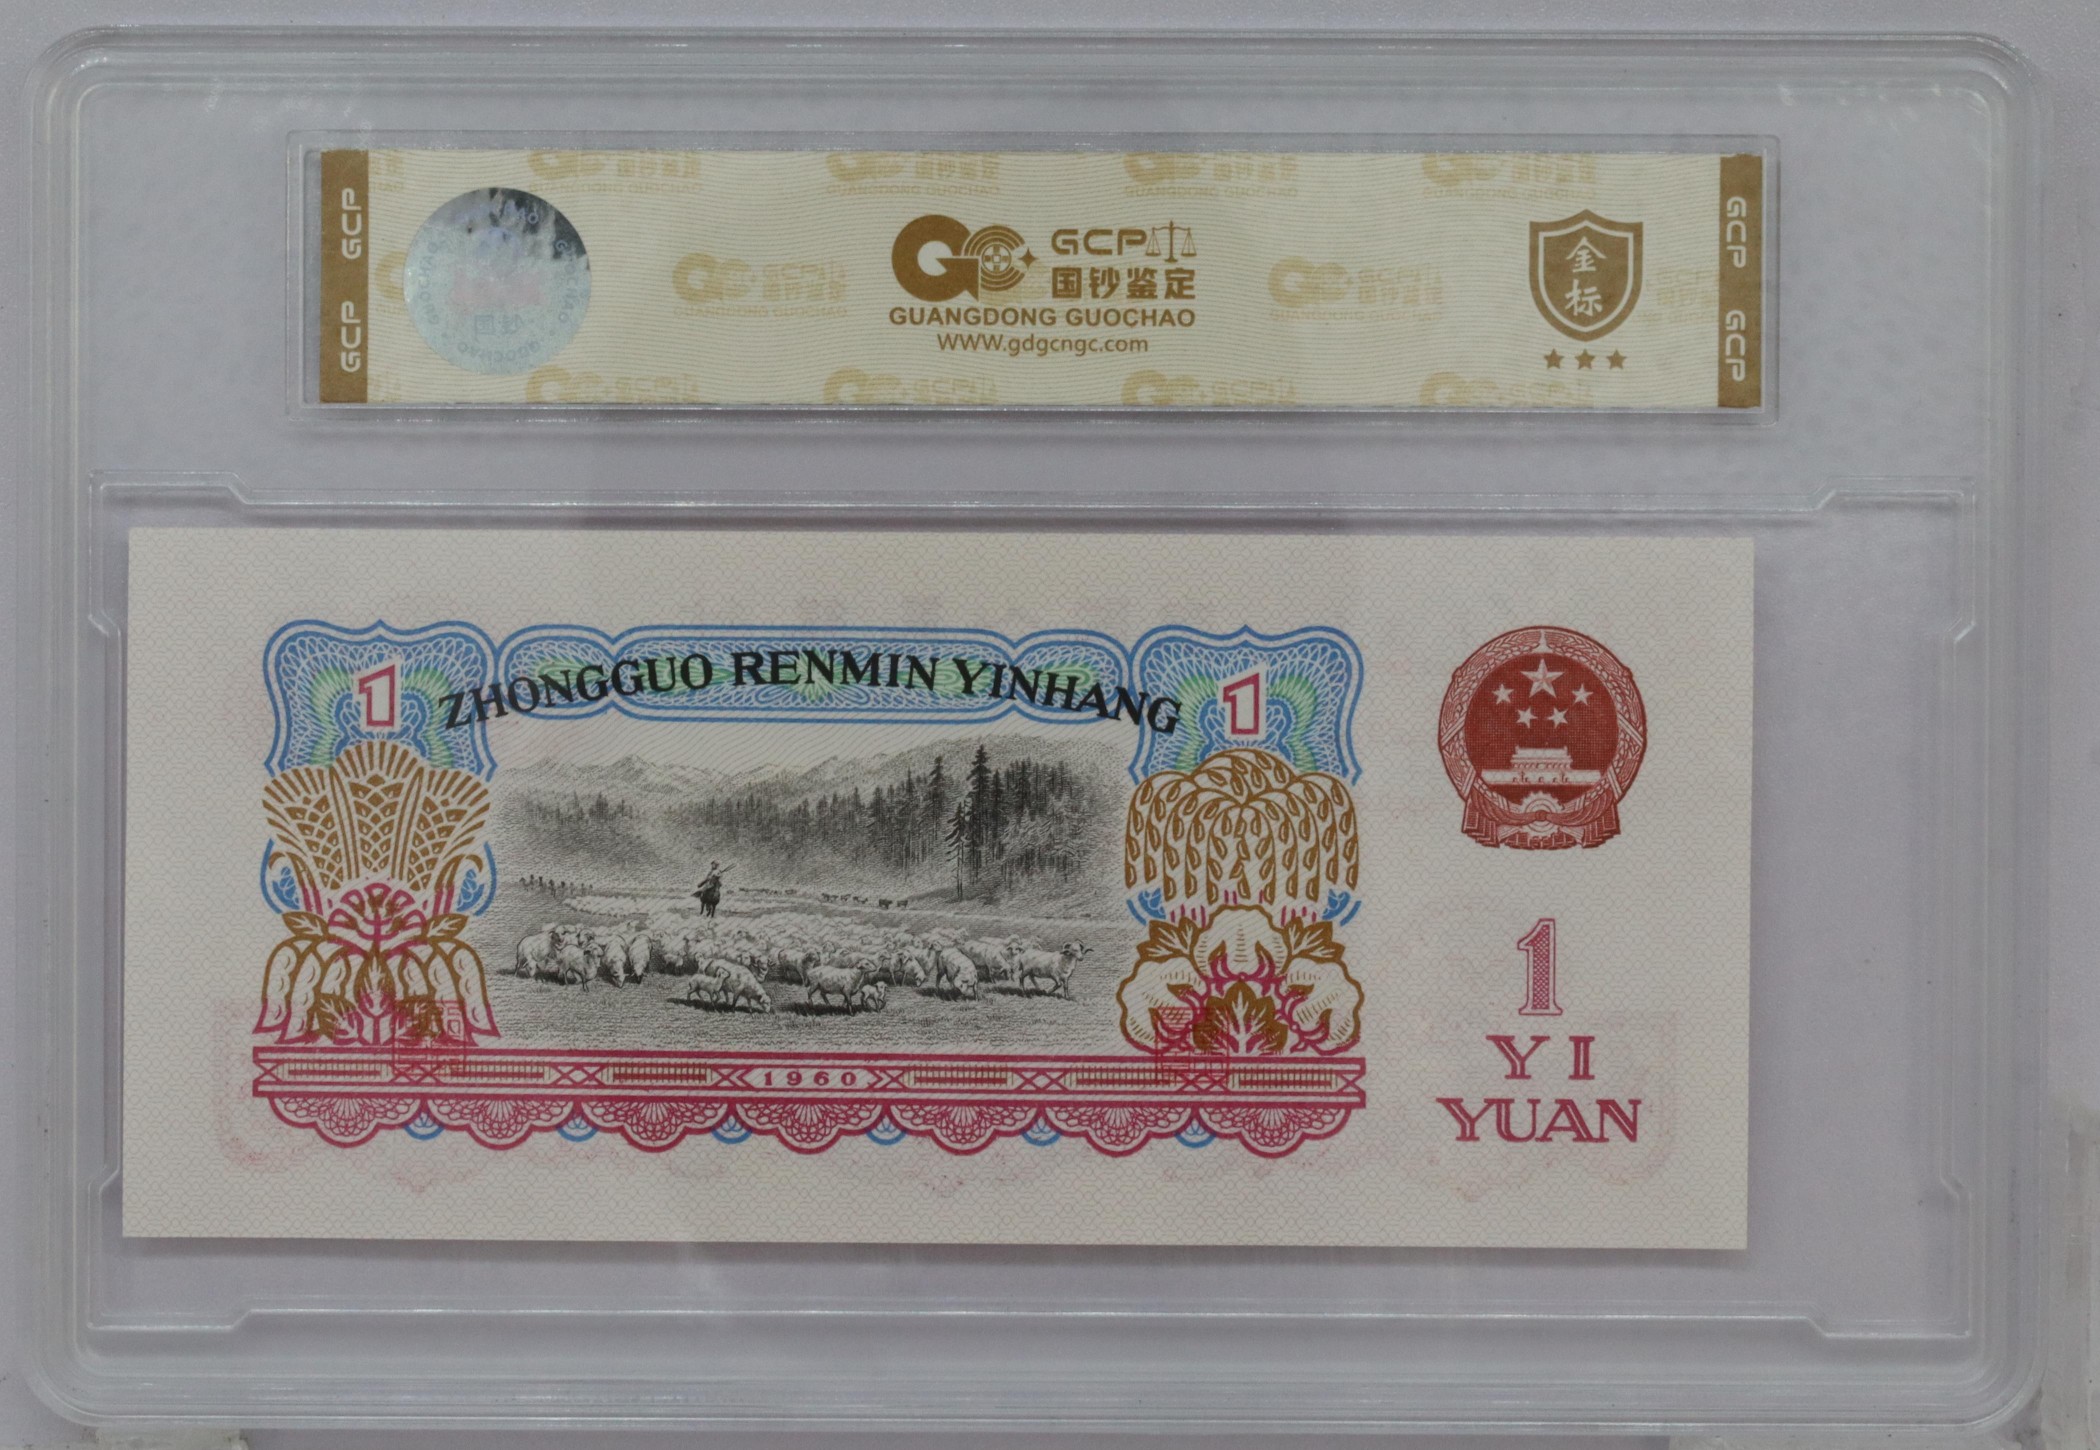 GCP
GCP
GCP
国钞鉴定
GUANGDONG GUOCHAO
WWW.gdgcngc.com
金标
GCP
GCP
ZHONGGUO RENMIN YINHANG
1
1
1960
1
YI
YUAN